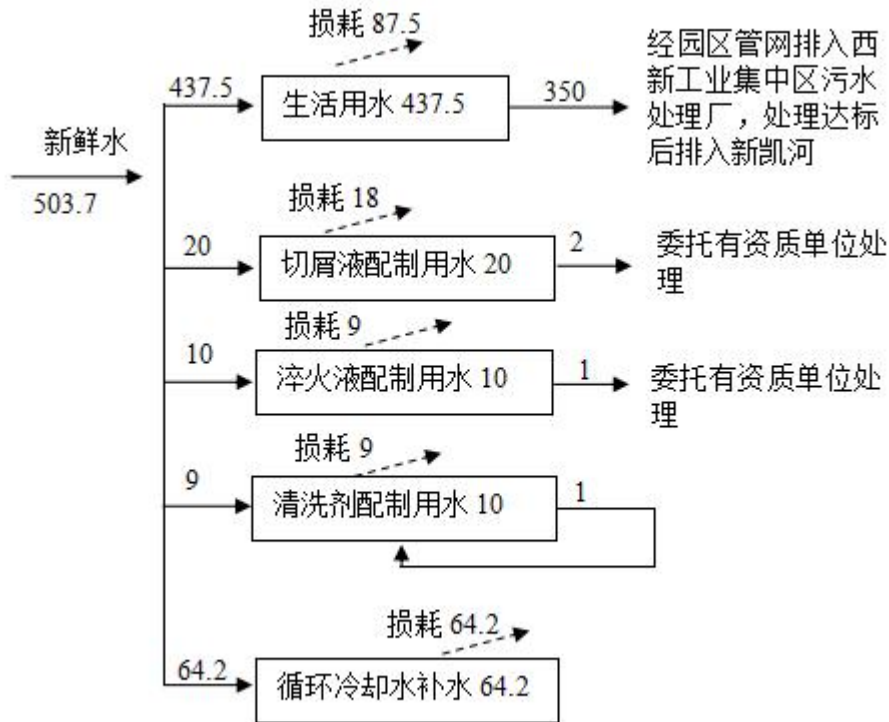 损耗 87.5
437.5
生活用水 437.5
350
经园区管网排入西
新工业集中区污水
处理厂，处理达标
后排入新凯河
新鲜水
503.7
损耗 18
20
切屑液配制用水 20
2
委托有资质单位处
理
损耗 9
10
淬火液配制用水 10
1
委托有资质单位处
理
损耗 9
9
清洗剂配制用水 10
1
损耗 64.2
64.2
循环冷却水补水 64.2